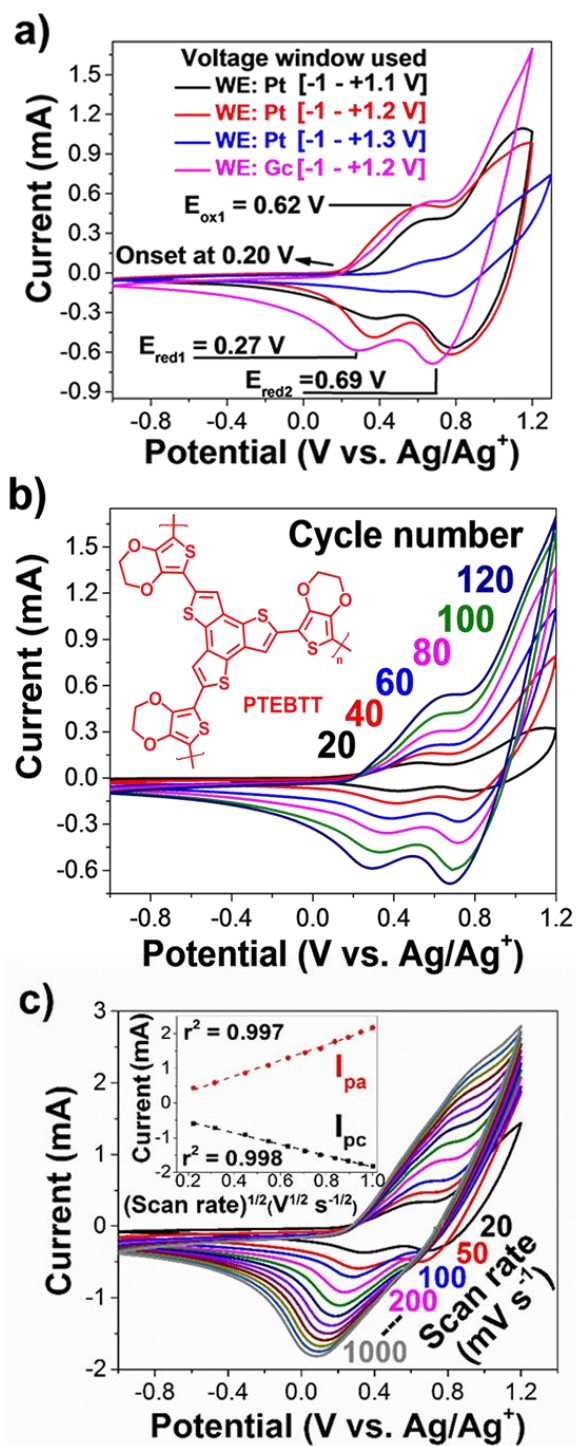 a)
Voltage window used
WE: Pt [-1 - +1.1 V]
WE: Pt [-1 - +1.2 V]
WE: Pt [-1 - +1.3 V]
WE: Gc [-1 - +1.2 V]
E_ox1 = 0.62 V
Onset at 0.20 V
E_red1 = 0.27 V
E_red2 = 0.69 V
Current (mA)
1.5
1.2
0.9
0.6
0.3
0.0
-0.3
-0.6
-0.9
-0.8 -0.4 0.0 0.4 0.8 1.2
Potential (V vs. Ag/Ag⁺)
b)
Cycle number
120
100
80
60
40
20
O
O
S
S
S
S
S
S
O
O
O
O
n
PTEBTT
Current (mA)
1.5
1.2
0.9
0.6
0.3
0.0
-0.3
-0.6
-0.8 -0.4 0.0 0.4 0.8 1.2
Potential (V vs. Ag/Ag⁺)
c)
r² = 0.997
I_pa
I_pc
r² = 0.998
Current (mA)
2
1
0
-1
-2
0.2 0.4 0.6 0.8 1.0
(Scan rate)^1/2 (V^1/2 s^-1/2)
20
50
100
200
1000
Scan rate
(mV s⁻¹)
Current (mA)
3
2
1
0
-1
-2
-0.8 -0.4 0.0 0.4 0.8 1.2
Potential (V vs. Ag/Ag⁺)